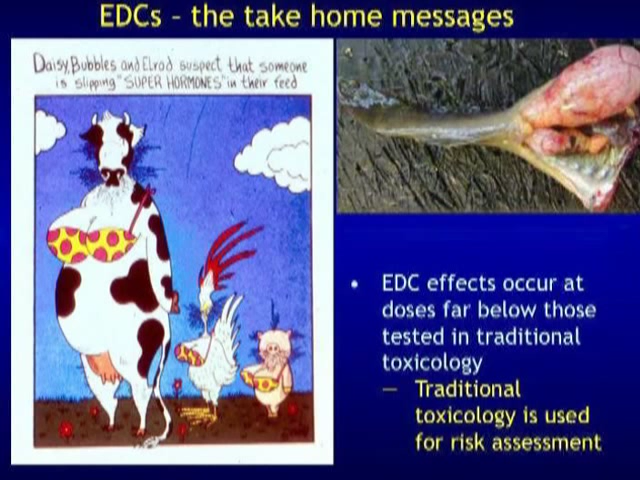 EDCs – the take home messages
Daisy, Bubbles and Elrod suspect that someone
is slipping "SUPER HORMONES" in their feed
• EDC effects occur at
doses far below those
tested in traditional
toxicology
— Traditional
toxicology is used
for risk assessment